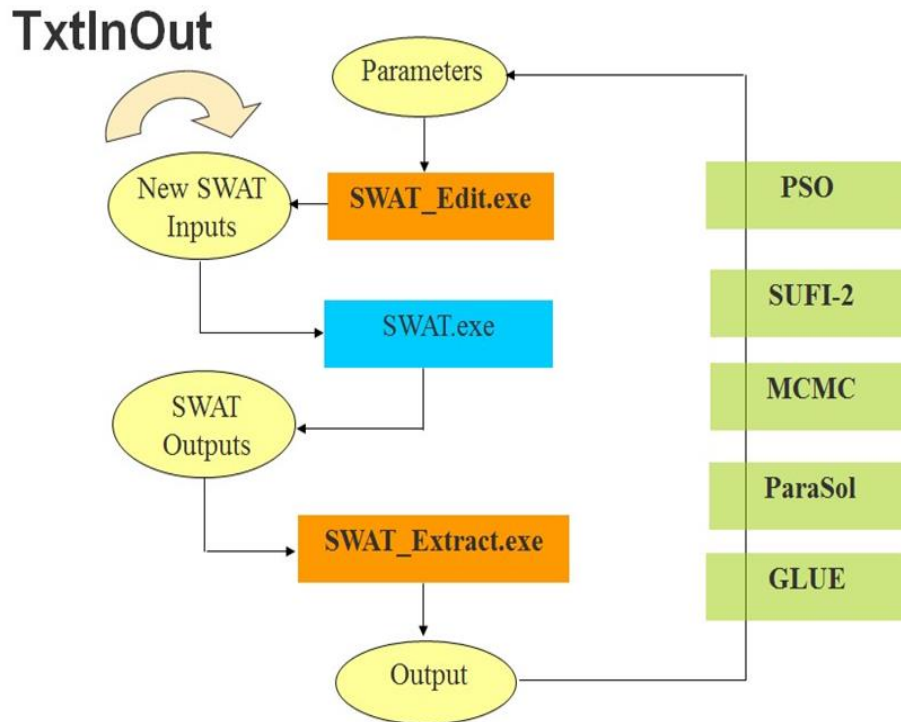 TxtInOut
Parameters
New SWAT
Inputs
SWAT_Edit.exe
PSO
SUFI-2
SWAT.exe
MCMC
SWAT
Outputs
ParaSol
SWAT_Extract.exe
GLUE
Output